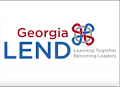 Georgia
LEND
Learning Together
Becoming Leaders